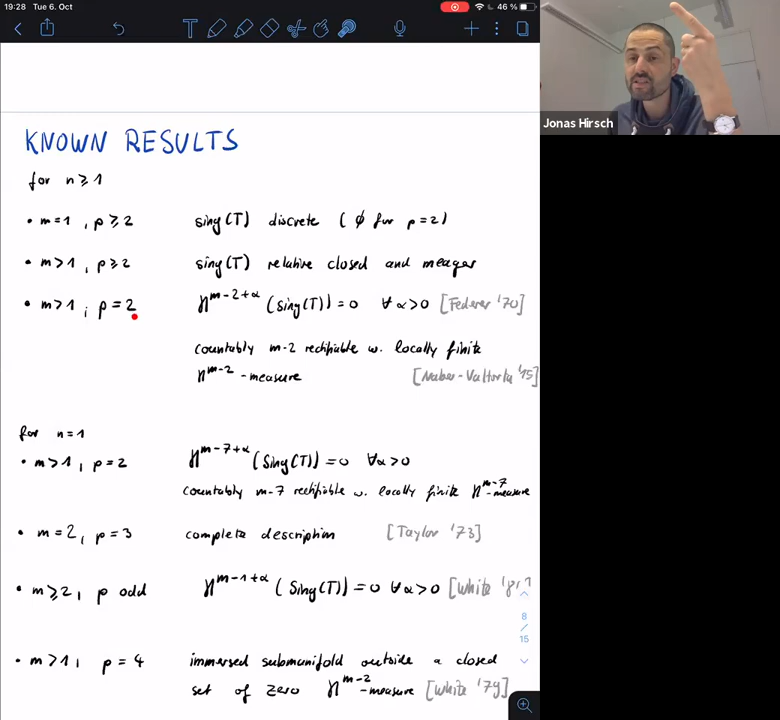 19:28 Tue 6. Oct
46 %
Jonas Hirsch
KNOWN RESULTS
for n ≥ 1
• m=1 , p ≥ 2 sing(T) discrete ( ∅ for p=2)
• m>1, p≥2 sing(T) relative closed and meager
• m>1 , p = 2 H^{m-2+α} (sing(T)) = 0 ∀ α>0 [Federer '70]
countably m-2 rectifiable w. locally finite
H^{m-2} -measure [Naber-Valtorta '15]
for n=1
• m>1, p=2 H^{m-7+α} (Sing(T)) = 0 ∀α>0
countably m-7 rectifiable w. locally finite H^{m-7}-measure
• m=2, p=3 complete description [Taylor '73]
• m≥2, p odd H^{m-1+α} (Sing(T)) = 0 ∀ α>0 [White
• m>1, p=4 immersed submanifold outside a closed
set of zero H^{m-2}-measure [White '79]
8
/
15